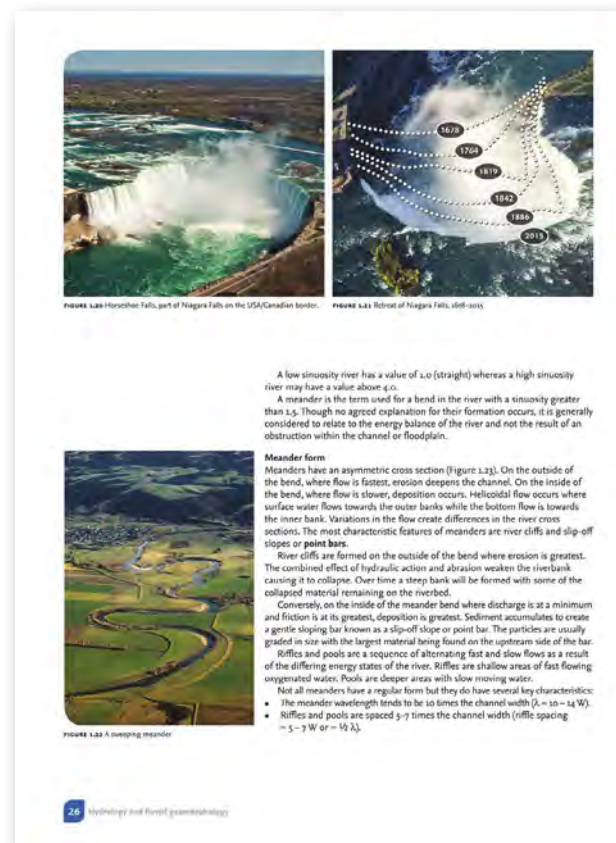 1678
1764
1819
1842
1886
2015
FIGURE 1.20 Horseshoe Falls, part of Niagara Falls on the USA/Canadian border.
FIGURE 1.21 Retreat of Niagara Falls, 1678–2015
A low sinuosity river has a value of 1.0 (straight) whereas a high sinuosity
river may have a value above 4.0.
A meander is the term used for a bend in the river with a sinuosity greater
than 1.5. Though no agreed explanation for their formation occurs, it is generally
considered to relate to the energy balance of the river and not the result of an
obstruction within the channel or floodplain.
Meander form
Meanders have an asymmetric cross section (Figure 1.23). On the outside of
the bend, where flow is fastest, erosion deepens the channel. On the inside of
the bend, where flow is slower, deposition occurs. Helicoidal flow occurs where
surface water flows towards the outer banks while the bottom flow is towards
the inner bank. Variations in the flow create differences in the river cross
sections. The most characteristic features of meanders are river cliffs and slip-off
slopes or point bars.
River cliffs are formed on the outside of the bend where erosion is greatest.
The combined effect of hydraulic action and abrasion weaken the riverbank
causing it to collapse. Over time a steep bank will be formed with some of the
collapsed material remaining on the riverbed.
Conversely, on the inside of the meander bend where discharge is at a minimum
and friction is at its greatest, deposition is greatest. Sediment accumulates to create
a gentle sloping bar known as a slip-off slope or point bar. The particles are usually
graded in size with the largest material being found on the upstream side of the bar.
Riffles and pools are a sequence of alternating fast and slow flows as a result
of the differing energy states of the river. Riffles are shallow areas of fast flowing
oxygenated water. Pools are deeper areas with slow moving water.
Not all meanders have a regular form but they do have several key characteristics:
• The meander wavelength tends to be 10 times the channel width (λ = 10 – 14 W).
• Riffles and pools are spaced 5–7 times the channel width (riffle spacing
= 5 – 7 W or = ½ λ).
FIGURE 1.22 A sweeping meander
26 Hydrology and fluvial geomorphology